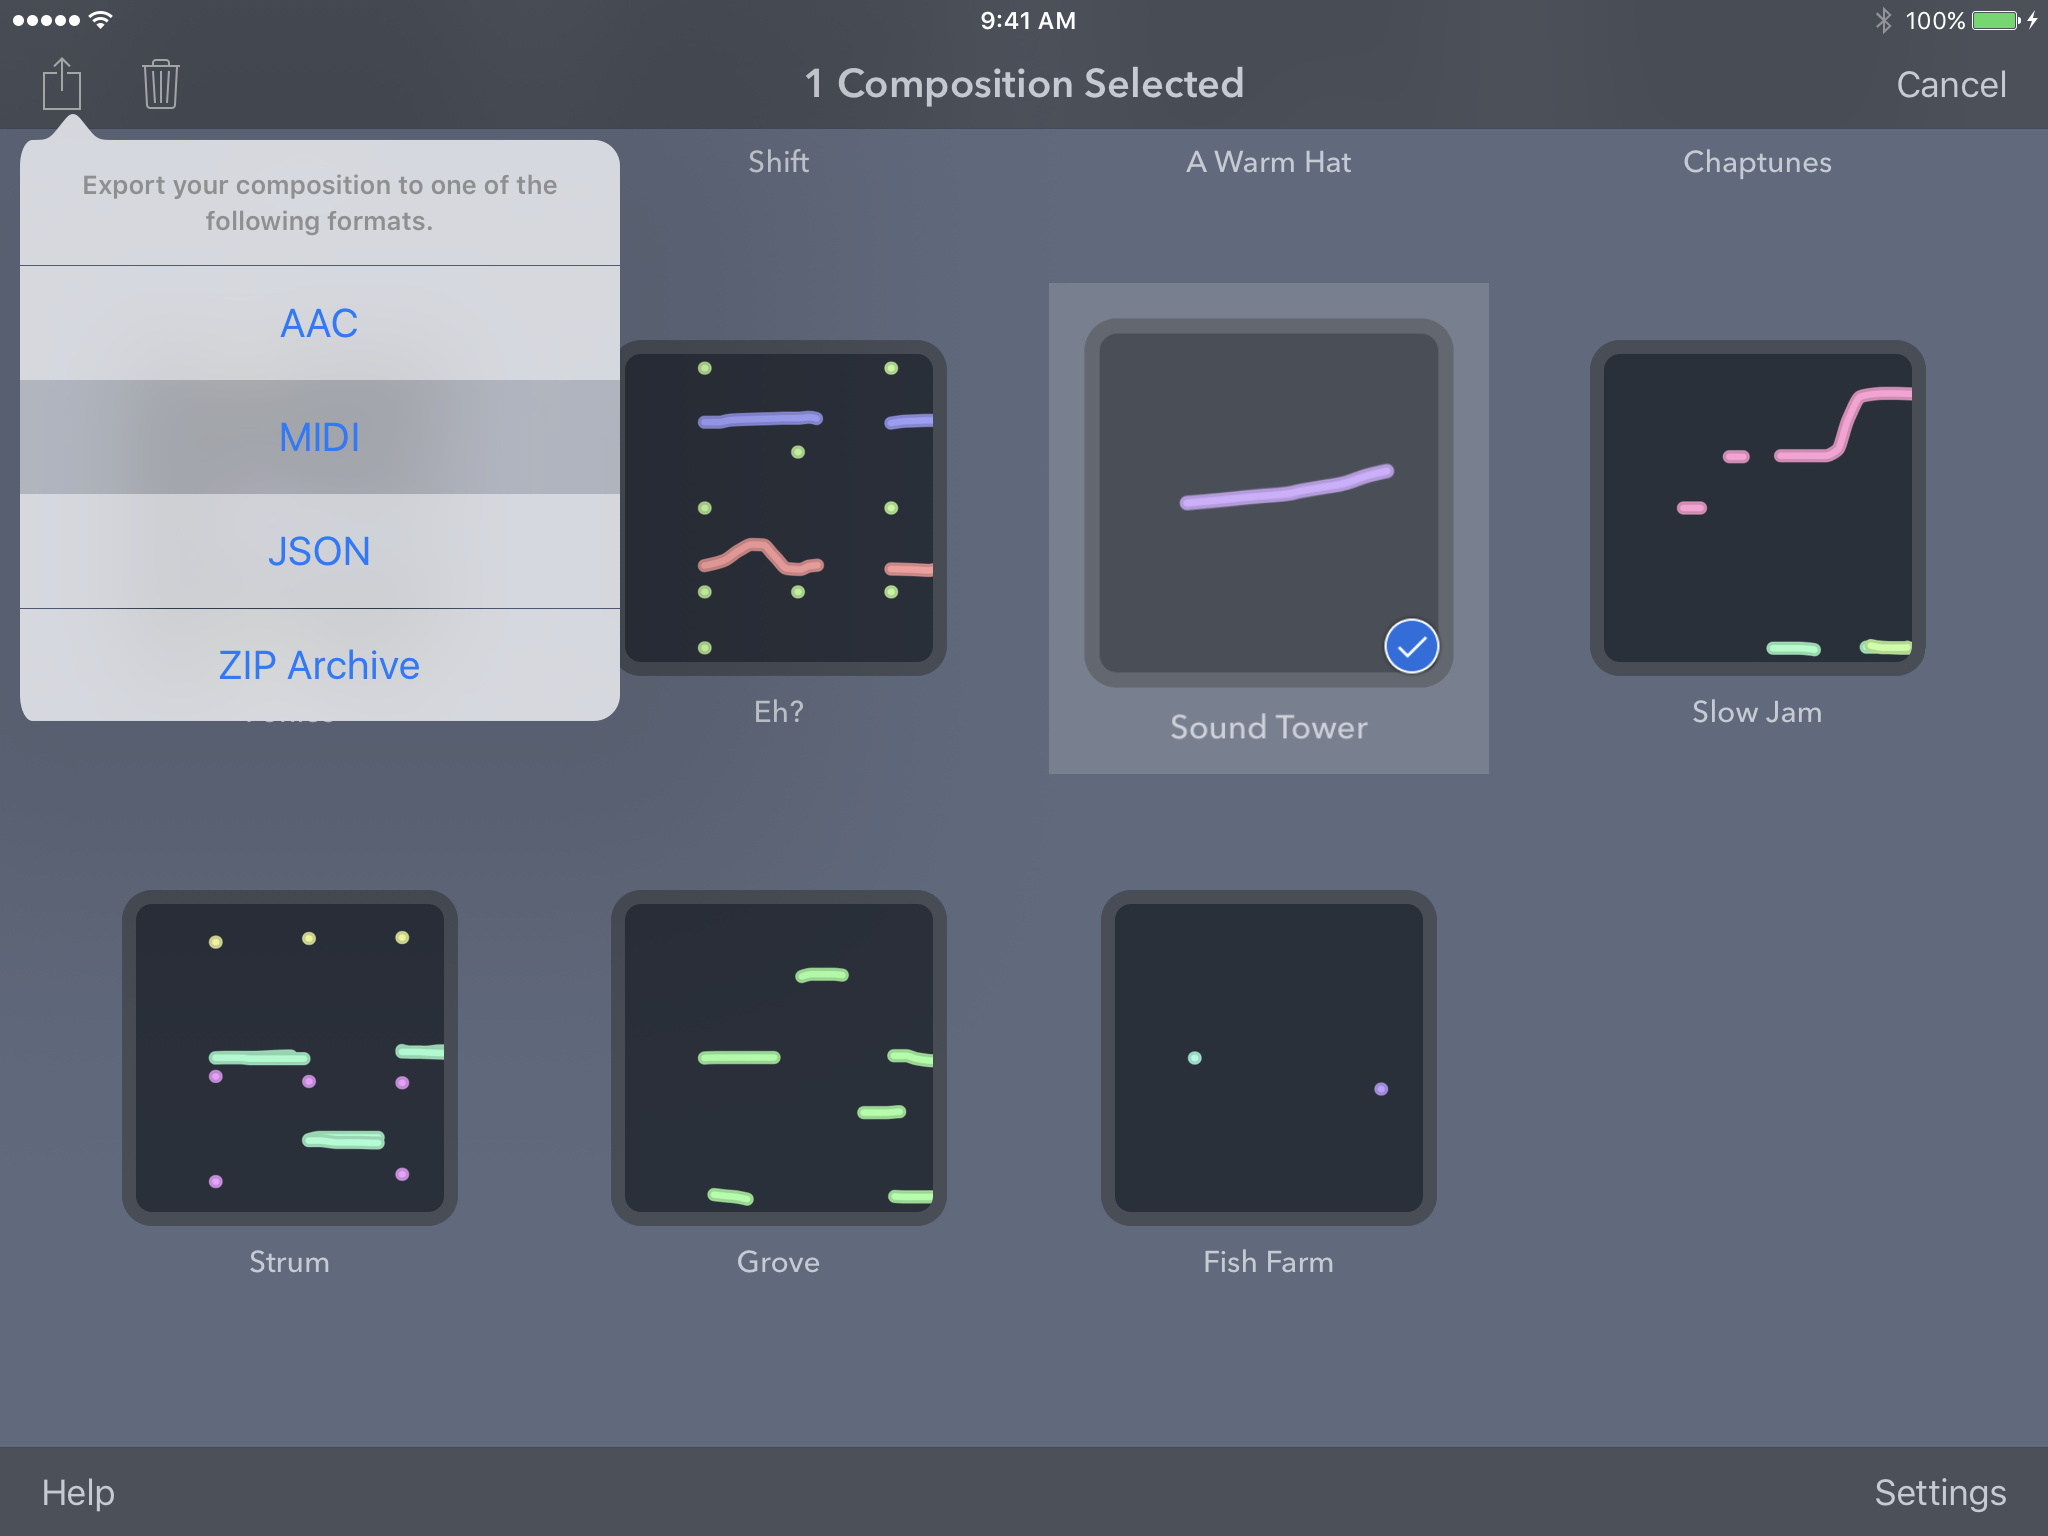 9:41 AM
100%
1 Composition Selected
Cancel
Export your composition to one of the
following formats.
AAC
MIDI
JSON
ZIP Archive
Shift
A Warm Hat
Chaptunes
Eh?
Sound Tower
Slow Jam
Strum
Grove
Fish Farm
Help
Settings